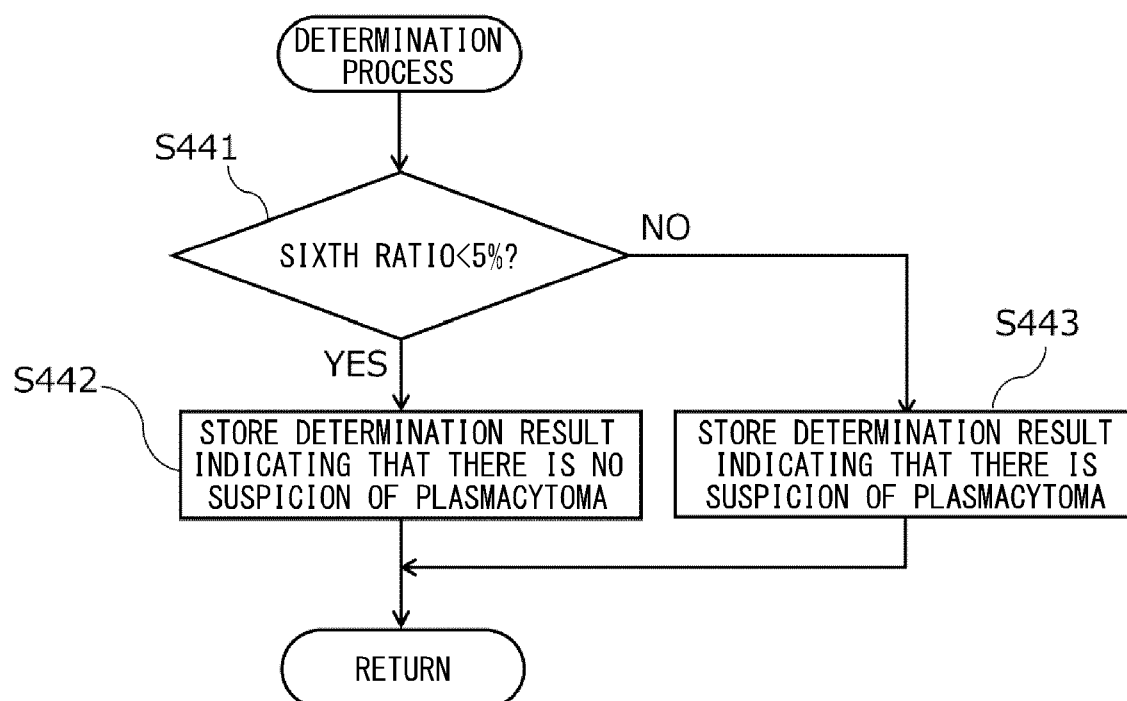 DETERMINATION
PROCESS
S441
SIXTH RATIO<5%?
NO
YES
S442
S443
STORE DETERMINATION RESULT
INDICATING THAT THERE IS NO
SUSPICION OF PLASMACYTOMA
STORE DETERMINATION RESULT
INDICATING THAT THERE IS
SUSPICION OF PLASMACYTOMA
RETURN